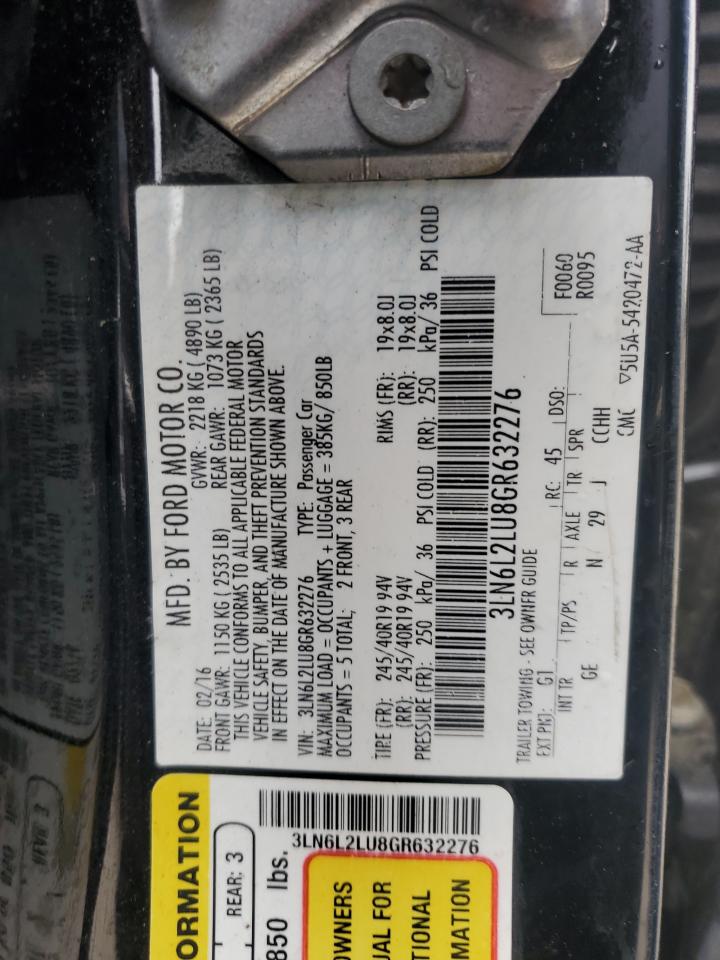 MFD. BY FORD MOTOR CO.
DATE: 02/16 GVWR: 2218 KG ( 4890 LB)
FRONT GAWR: 1150 KG ( 2535 LB) REAR GAWR: 1073 KG ( 2365 LB)
THIS VEHICLE CONFORMS TO ALL APPLICABLE FEDERAL MOTOR
VEHICLE SAFETY, BUMPER, AND THEFT PREVENTION STANDARDS
IN EFFECT ON THE DATE OF MANUFACTURE SHOWN ABOVE.
VIN: 3LN6L2LU8GR632276 TYPE: Passenger Car
MAXIMUM LOAD = OCCUPANTS + LUGGAGE = 385KG/ 850LB
OCCUPANTS = 5 TOTAL; 2 FRONT, 3 REAR
TIRE (FR): 245/40R19 94V RIMS (FR): 19x8.0J
(RR): 245/40R19 94V (RR): 19x8.0J
PRESSURE (FR): 250 kPa/ 36 PSI COLD (RR): 250 kPa/ 36 PSI COLD
3LN6L2LU8GR632276
TRAILER TOWING - SEE OWNER GUIDE
EXT PNT: G1 RC: 45 DSO: F0060
R0095
INT TR TP/PS R AXLE TR SPR
GE N 29 J CCHH
CMC ▽5U5A-5420472-AA
ORMATION
REAR: 3
850 lbs.
3LN6L2LU8GR632276
OWNERS
UAL FOR
TIONAL
MATION